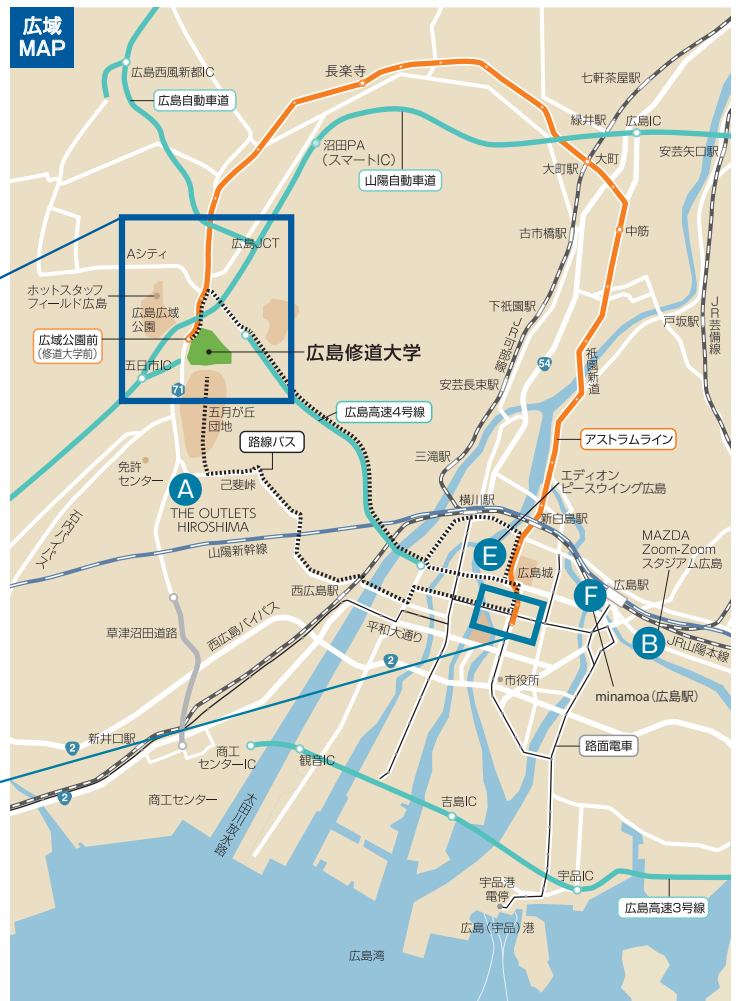 広域
MAP
広島西風新都IC
広島自動車道
長楽寺
七軒茶屋駅
緑井駅
広島IC
沼田PA
(スマートIC)
山陽自動車道
大町駅
大町
安芸矢口駅
古市橋駅
中筋
Aシティ
広島JCT
ホットスタッフ
フィールド広島
広島広域
公園
下祇園駅
JR可部線
戸坂駅
JR芸備線
広域公園前
(修道大学前)
広島修道大学
五日市IC
71
54
祇園新道
安芸長束駅
五月が丘
団地
広島高速4号線
路線バス
アストラムライン
免許
センター
己斐峠
三滝駅
A
THE OUTLETS
HIROSHIMA
エディオン
ピースウイング広島
横川駅
新白島駅
石内バイパス
山陽新幹線
MAZDA
Zoom-Zoom
スタジアム広島
E
広島城
広島駅
西広島駅
F
草津沼田道路
西広島バイパス
平和大通り
B
JR山陽本線
2
市役所
minamoa(広島駅)
新井口駅
2
商工
センターIC
観音IC
路面電車
2
商工センター
太田川放水路
吉島IC
宇品IC
宇品港
電停
広島高速3号線
広島(宇品)港
広島湾